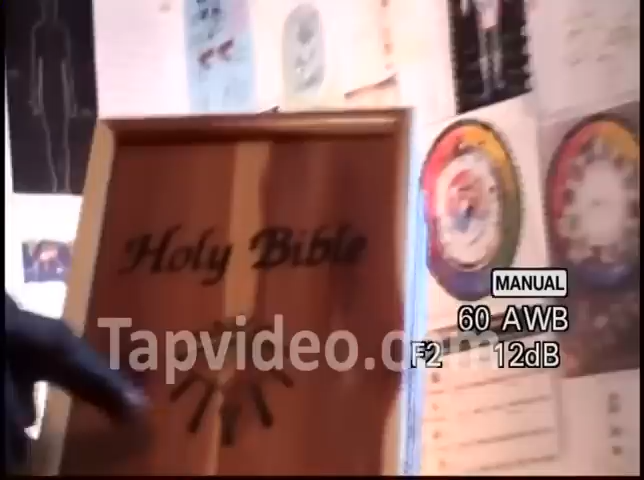 Holy Bible
MANUAL
60 AWB
Tapvideo.com
F2 12dB